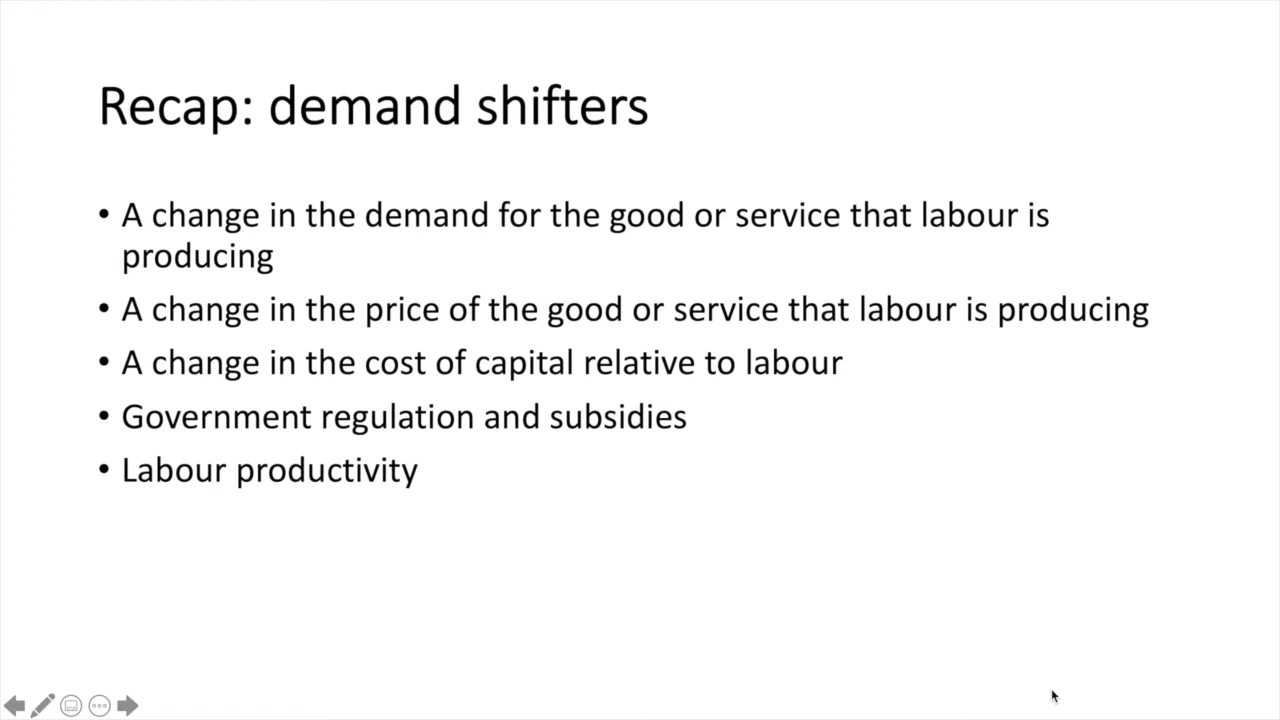 Recap: demand shifters
• A change in the demand for the good or service that labour is
producing
• A change in the price of the good or service that labour is producing
• A change in the cost of capital relative to labour
• Government regulation and subsidies
• Labour productivity